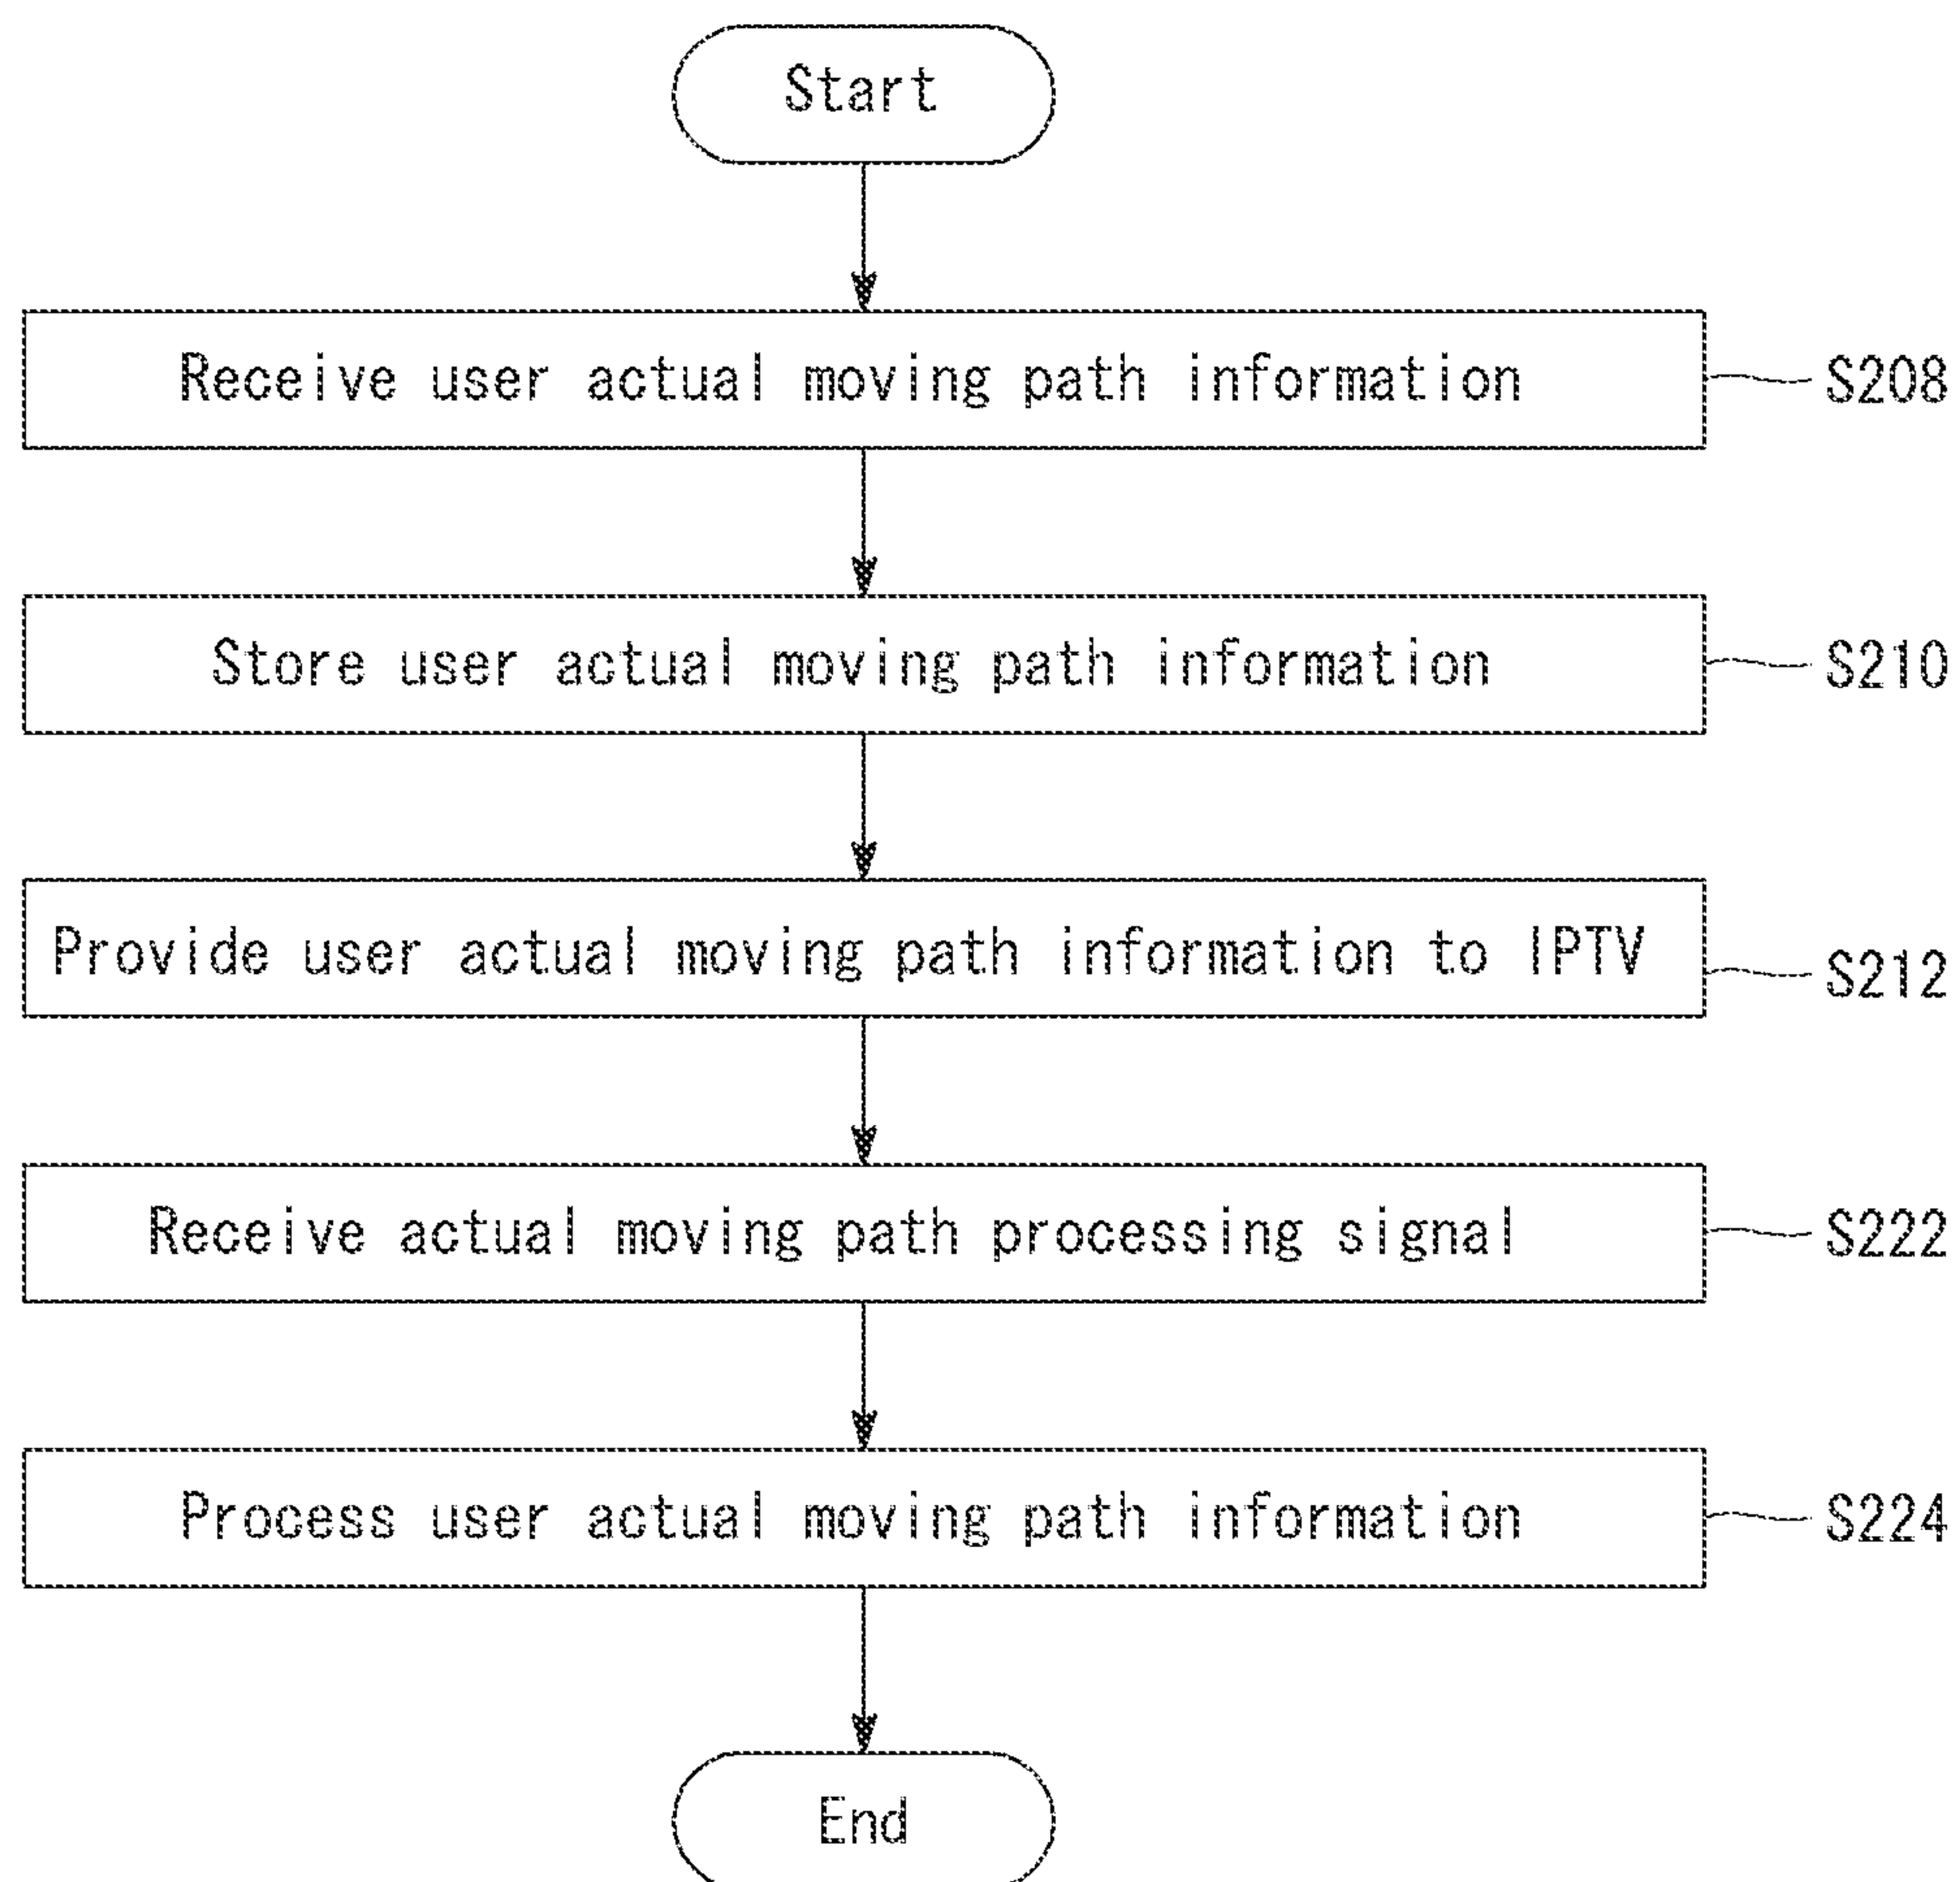 Start
Receive user actual moving path information S208
Store user actual moving path information S210
Provide user actual moving path information to IPTV S212
Receive actual moving path processing signal S222
Process user actual moving path information S224
End